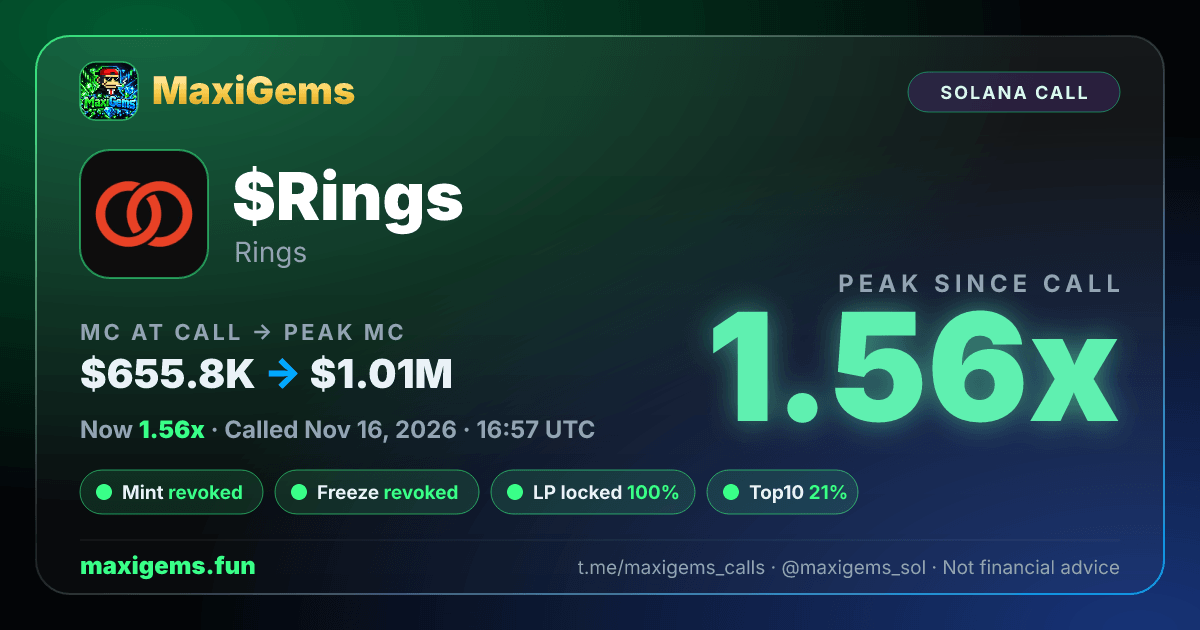 MaxiGems
MaxiGems
SOLANA CALL
$Rings
Rings
PEAK SINCE CALL
1.56x
MC AT CALL → PEAK MC
$655.8K → $1.01M
Now 1.56x · Called Nov 16, 2026 · 16:57 UTC
Mint revoked
Freeze revoked
LP locked 100%
Top10 21%
maxigems.fun
t.me/maxigems_calls · @maxigems_sol · Not financial advice